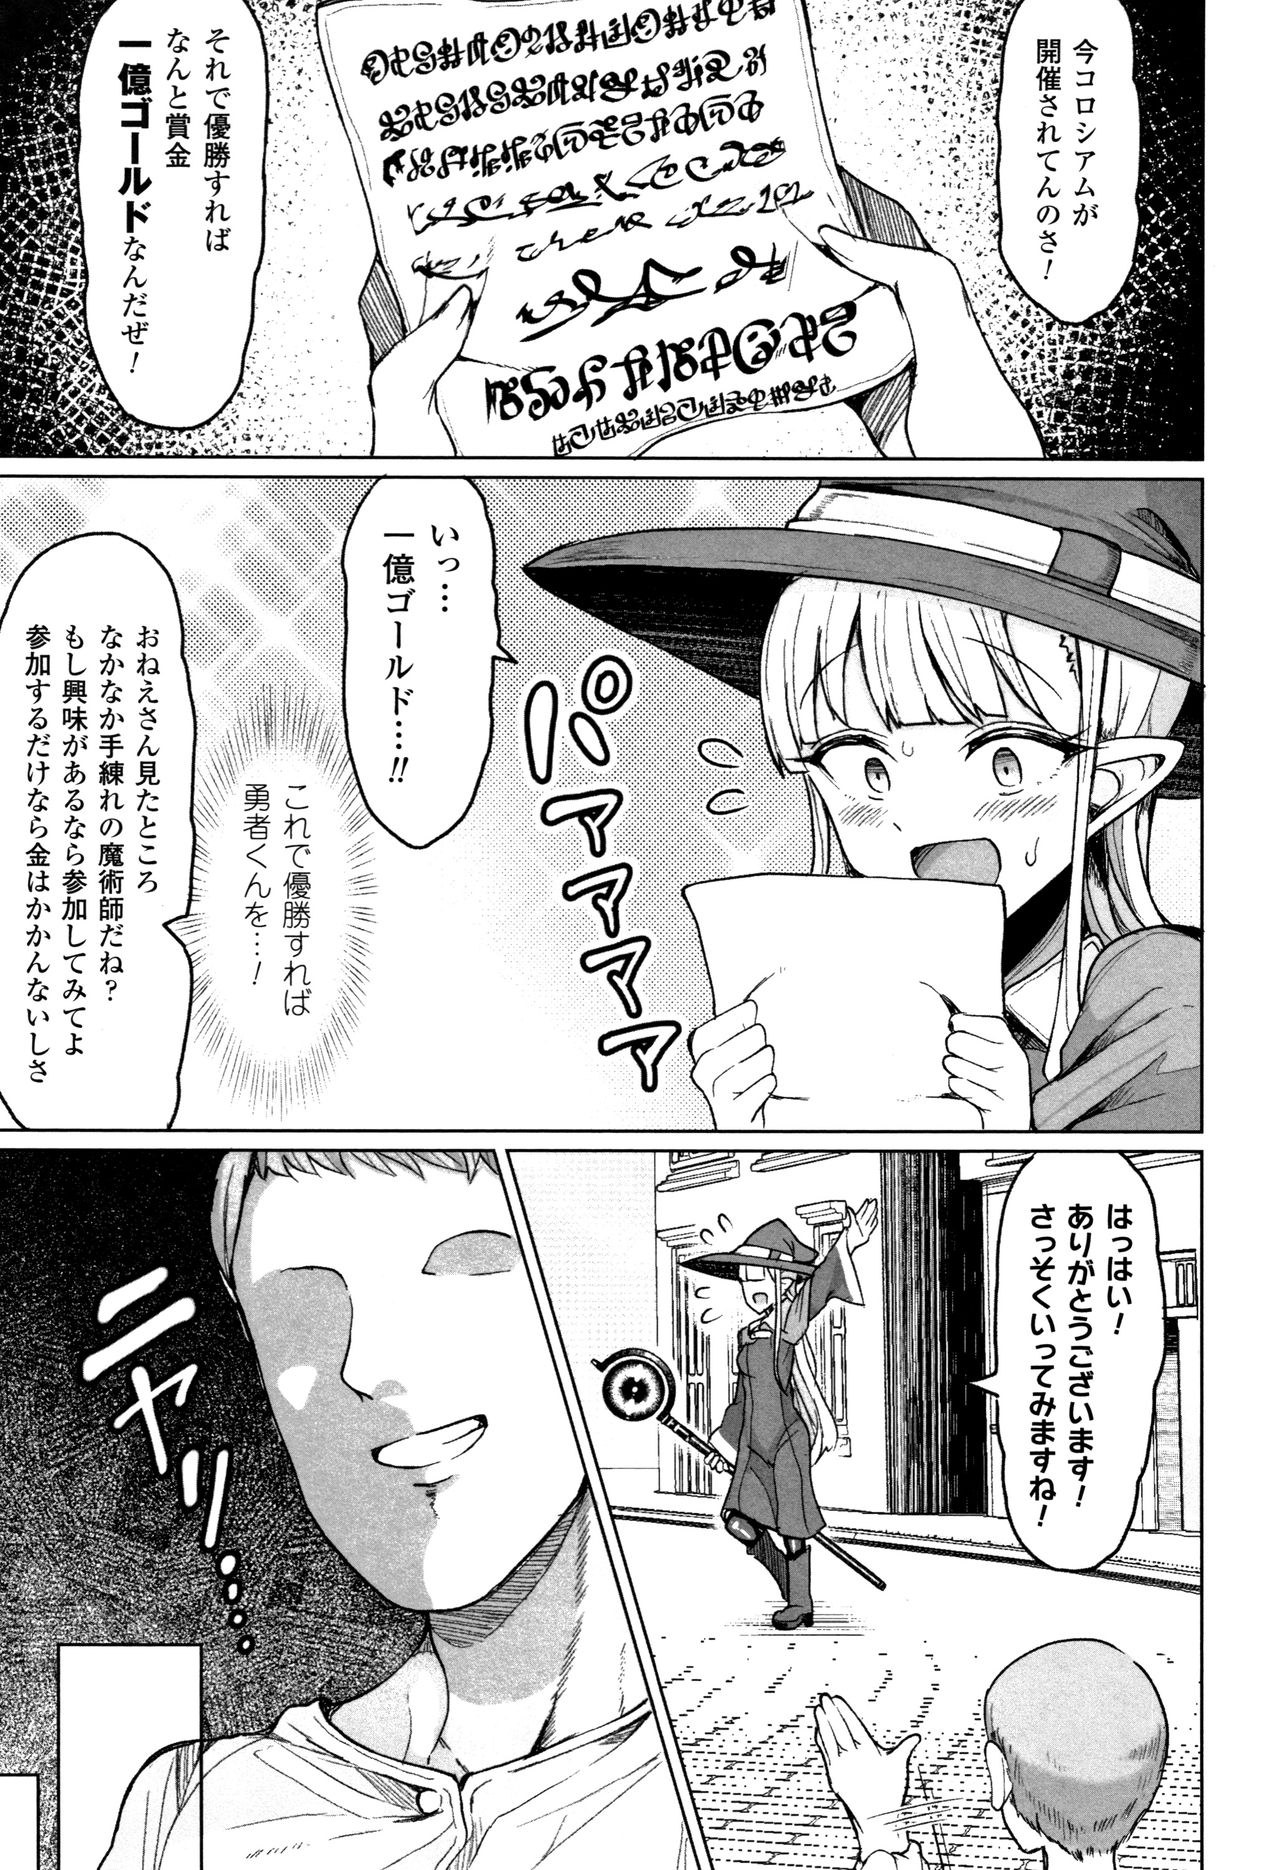 今コロシアムが
開催されてんのさ！
それで優勝すれば
なんと賞金
一億ゴールドなんだぜ！
いっ…
一億ゴールド…!!
パァァァァァ
これで優勝すれば
勇者くんを…！
おねえさん見たところ
なかなか手練れの魔術師だね？
もし興味があるなら参加してみてよ
参加するだけなら金はかかんないしさ
はっはい！
ありがとうございます！
さっそくいってみますね！
ニヤッ…